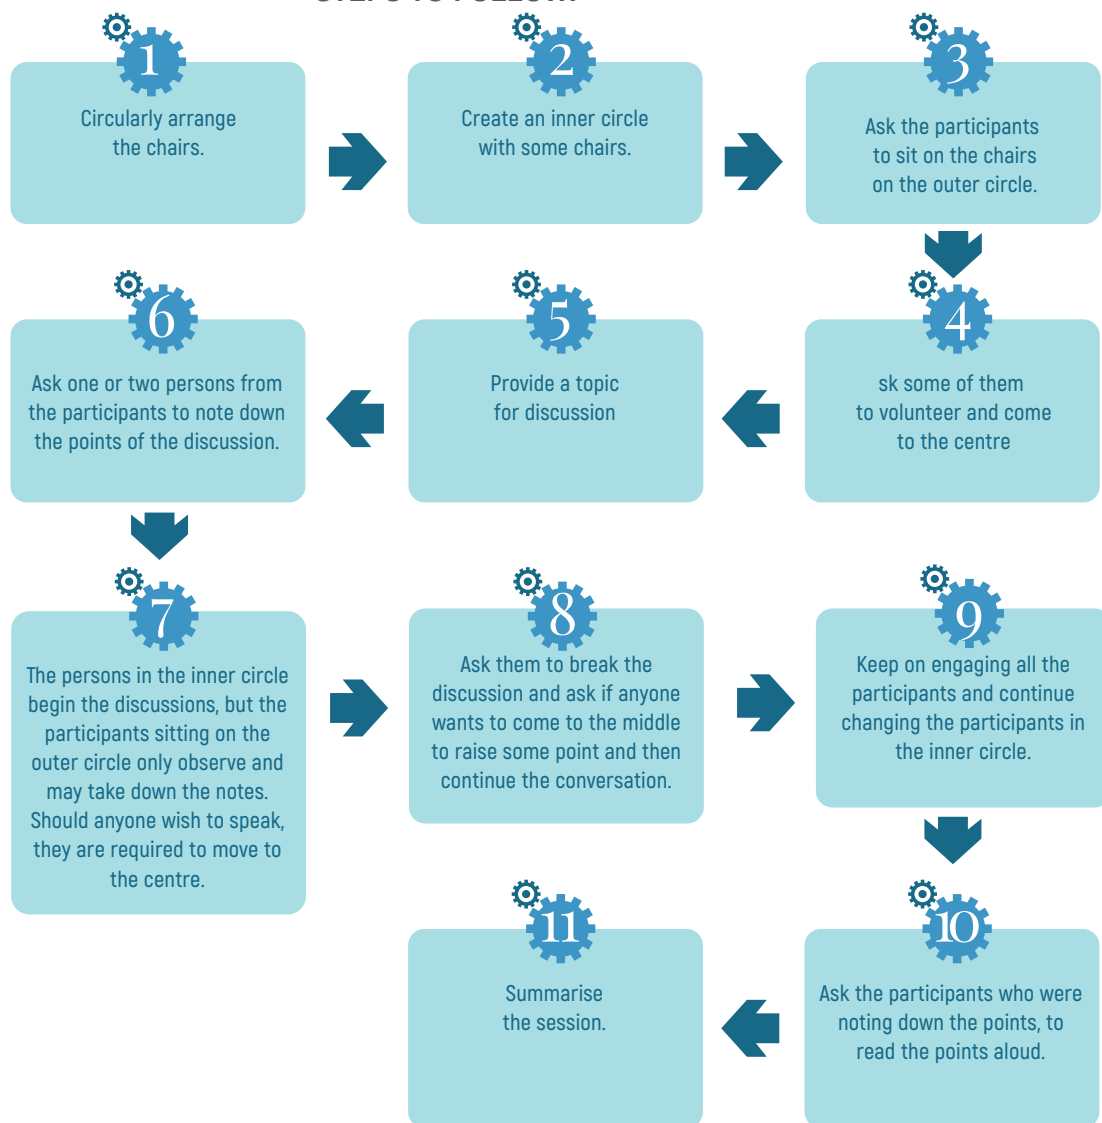 STEPS TO FOLLOW:
1
Circularly arrange
the chairs.
2
Create an inner circle
with some chairs.
3
Ask the participants
to sit on the chairs
on the outer circle.
4
sk some of them
to volunteer and come
to the centre
5
Provide a topic
for discussion
6
Ask one or two persons from
the participants to note down
the points of the discussion.
7
The persons in the inner circle
begin the discussions, but the
participants sitting on the
outer circle only observe and
may take down the notes.
Should anyone wish to speak,
they are required to move to
the centre.
8
Ask them to break the
discussion and ask if anyone
wants to come to the middle
to raise some point and then
continue the conversation.
9
Keep on engaging all the
participants and continue
changing the participants in
the inner circle.
10
Ask the participants who were
noting down the points, to
read the points aloud.
11
Summarise
the session.